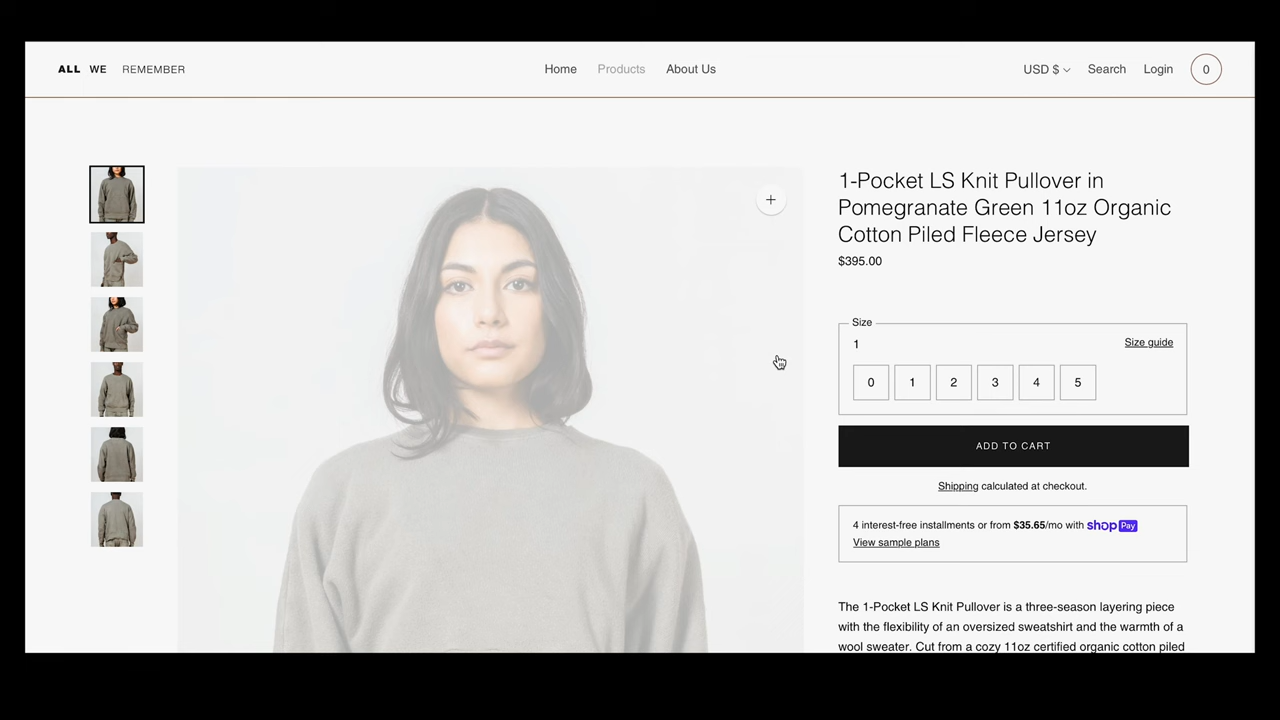 ALL WE REMEMBER
Home Products About Us
USD $ Search Login 0
1-Pocket LS Knit Pullover in
Pomegranate Green 11oz Organic
Cotton Piled Fleece Jersey
$395.00
Size
1 Size guide
0 1 2 3 4 5
ADD TO CART
Shipping calculated at checkout.
4 interest-free installments or from $35.65/mo with shop Pay
View sample plans
The 1-Pocket LS Knit Pullover is a three-season layering piece
with the flexibility of an oversized sweatshirt and the warmth of a
wool sweater. Cut from a cozy 11oz certified organic cotton piled